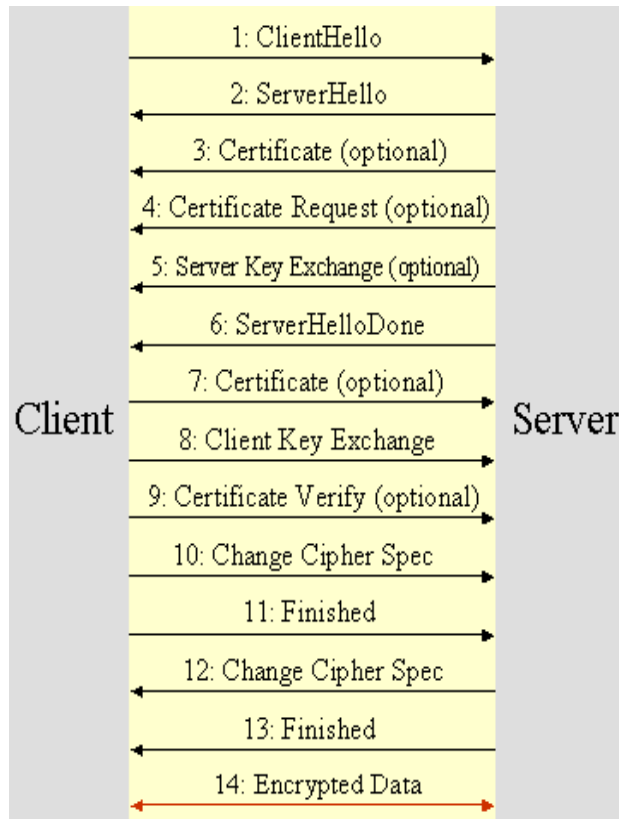 1: ClientHello
2: ServerHello
3: Certificate (optional)
4: Certificate Request (optional)
5: Server Key Exchange (optional)
6: ServerHelloDone
7: Certificate (optional)
Client
Server
8: Client Key Exchange
9: Certificate Verify (optional)
10: Change Cipher Spec
11: Finished
12: Change Cipher Spec
13: Finished
14: Encrypted Data